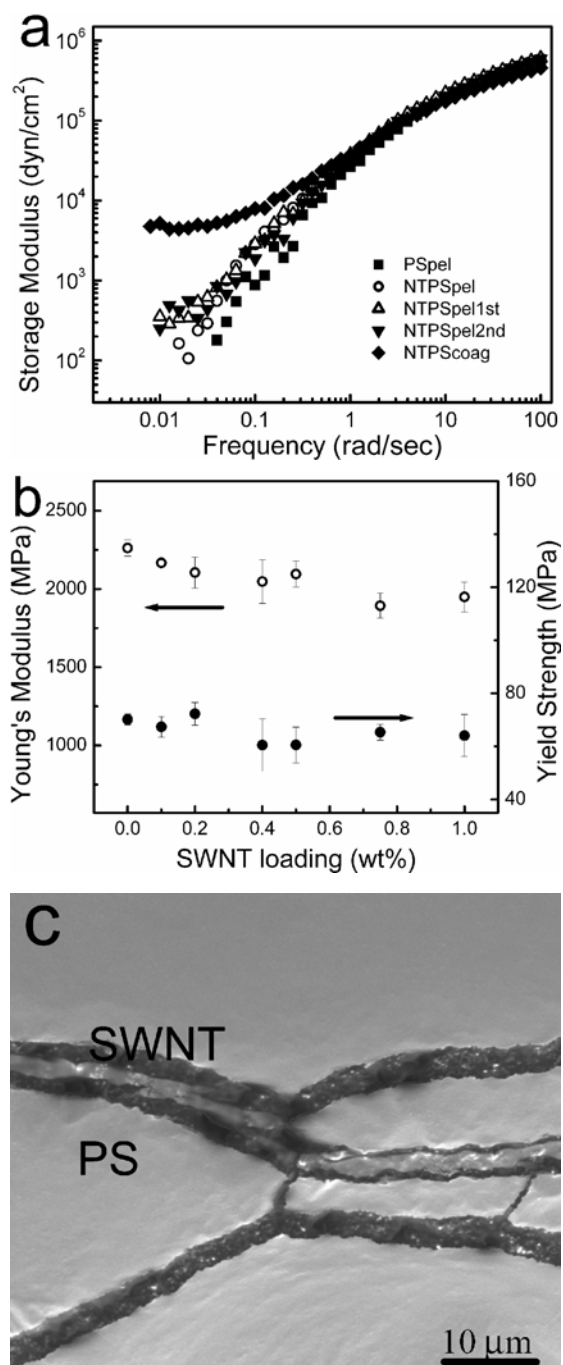 a
Storage Modulus (dyn/cm²)
10⁶
10⁵
10⁴
10³
10²
PSpel
NTPSpel
NTPSpel1st
NTPSpel2nd
NTPScoag
0.01 0.1 1 10 100
Frequency (rad/sec)
b
Young's Modulus (MPa)
2500
2000
1500
1000
160
120
80
40
Yield Strength (MPa)
0.0 0.2 0.4 0.6 0.8 1.0
SWNT loading (wt%)
c
SWNT
PS
10 µm